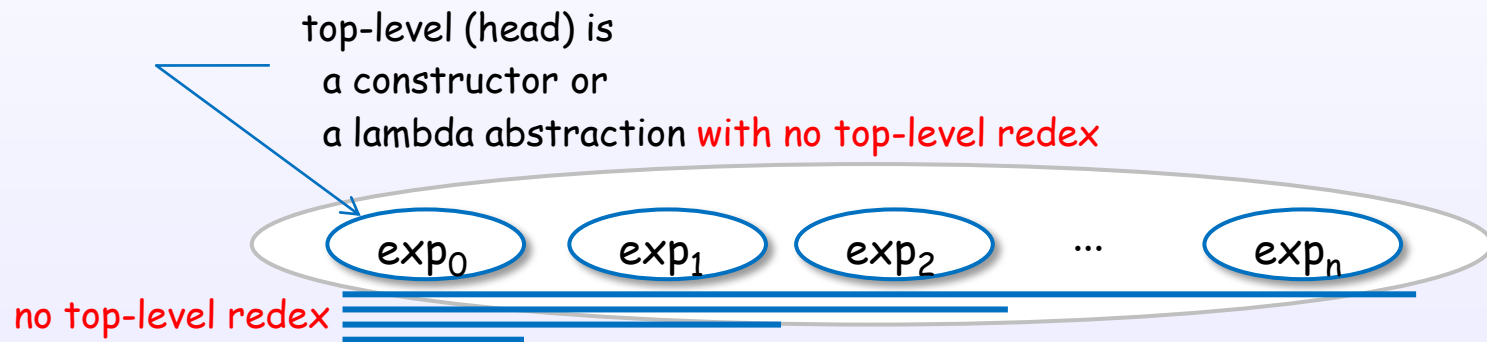 top-level (head) is
a constructor or
a lambda abstraction with no top-level redex
exp₀ exp₁ exp₂ ... expₙ
no top-level redex